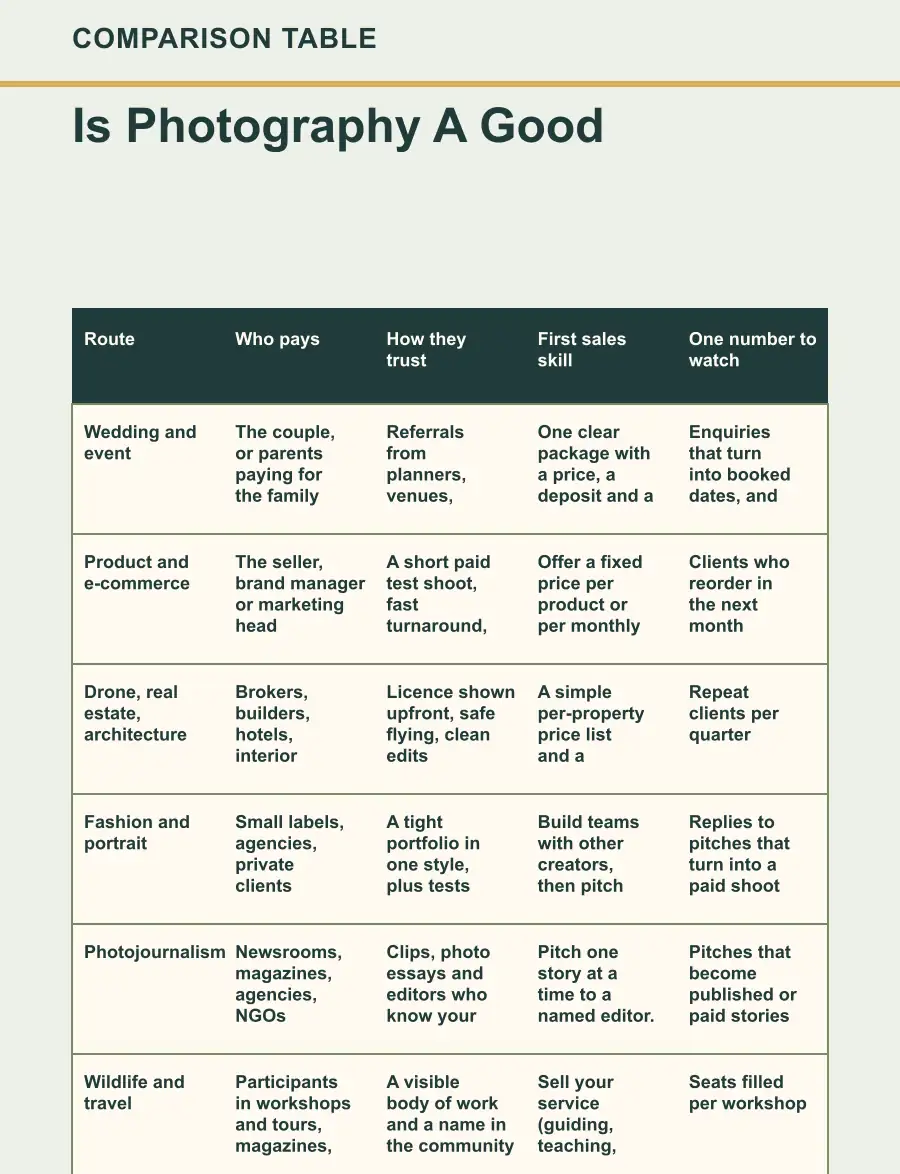 COMPARISON TABLE
Is Photography A Good
Route
Who pays
How they
trust
First sales
skill
One number to
watch
Wedding and
event
The couple,
or parents
paying for
the family
Referrals
from
planners,
venues,
One clear
package with
a price, a
deposit and a
Enquiries
that turn
into booked
dates, and
Product and
e-commerce
The seller,
brand manager
or marketing
head
A short paid
test shoot,
fast
turnaround,
Offer a fixed
price per
product or
per monthly
Clients who
reorder in
the next
month
Drone, real
estate,
architecture
Brokers,
builders,
hotels,
interior
Licence shown
upfront, safe
flying, clean
edits
A simple
per-property
price list
and a
Repeat
clients per
quarter
Fashion and
portrait
Small labels,
agencies,
private
clients
A tight
portfolio in
one style,
plus tests
Build teams
with other
creators,
then pitch
Replies to
pitches that
turn into a
paid shoot
Photojournalism
Newsrooms,
magazines,
agencies,
NGOs
Clips, photo
essays and
editors who
know your
Pitch one
story at a
time to a
named editor.
Pitches that
become
published or
paid stories
Wildlife and
travel
Participants
in workshops
and tours,
magazines,
A visible
body of work
and a name in
the community
Sell your
service
(guiding,
teaching,
Seats filled
per workshop